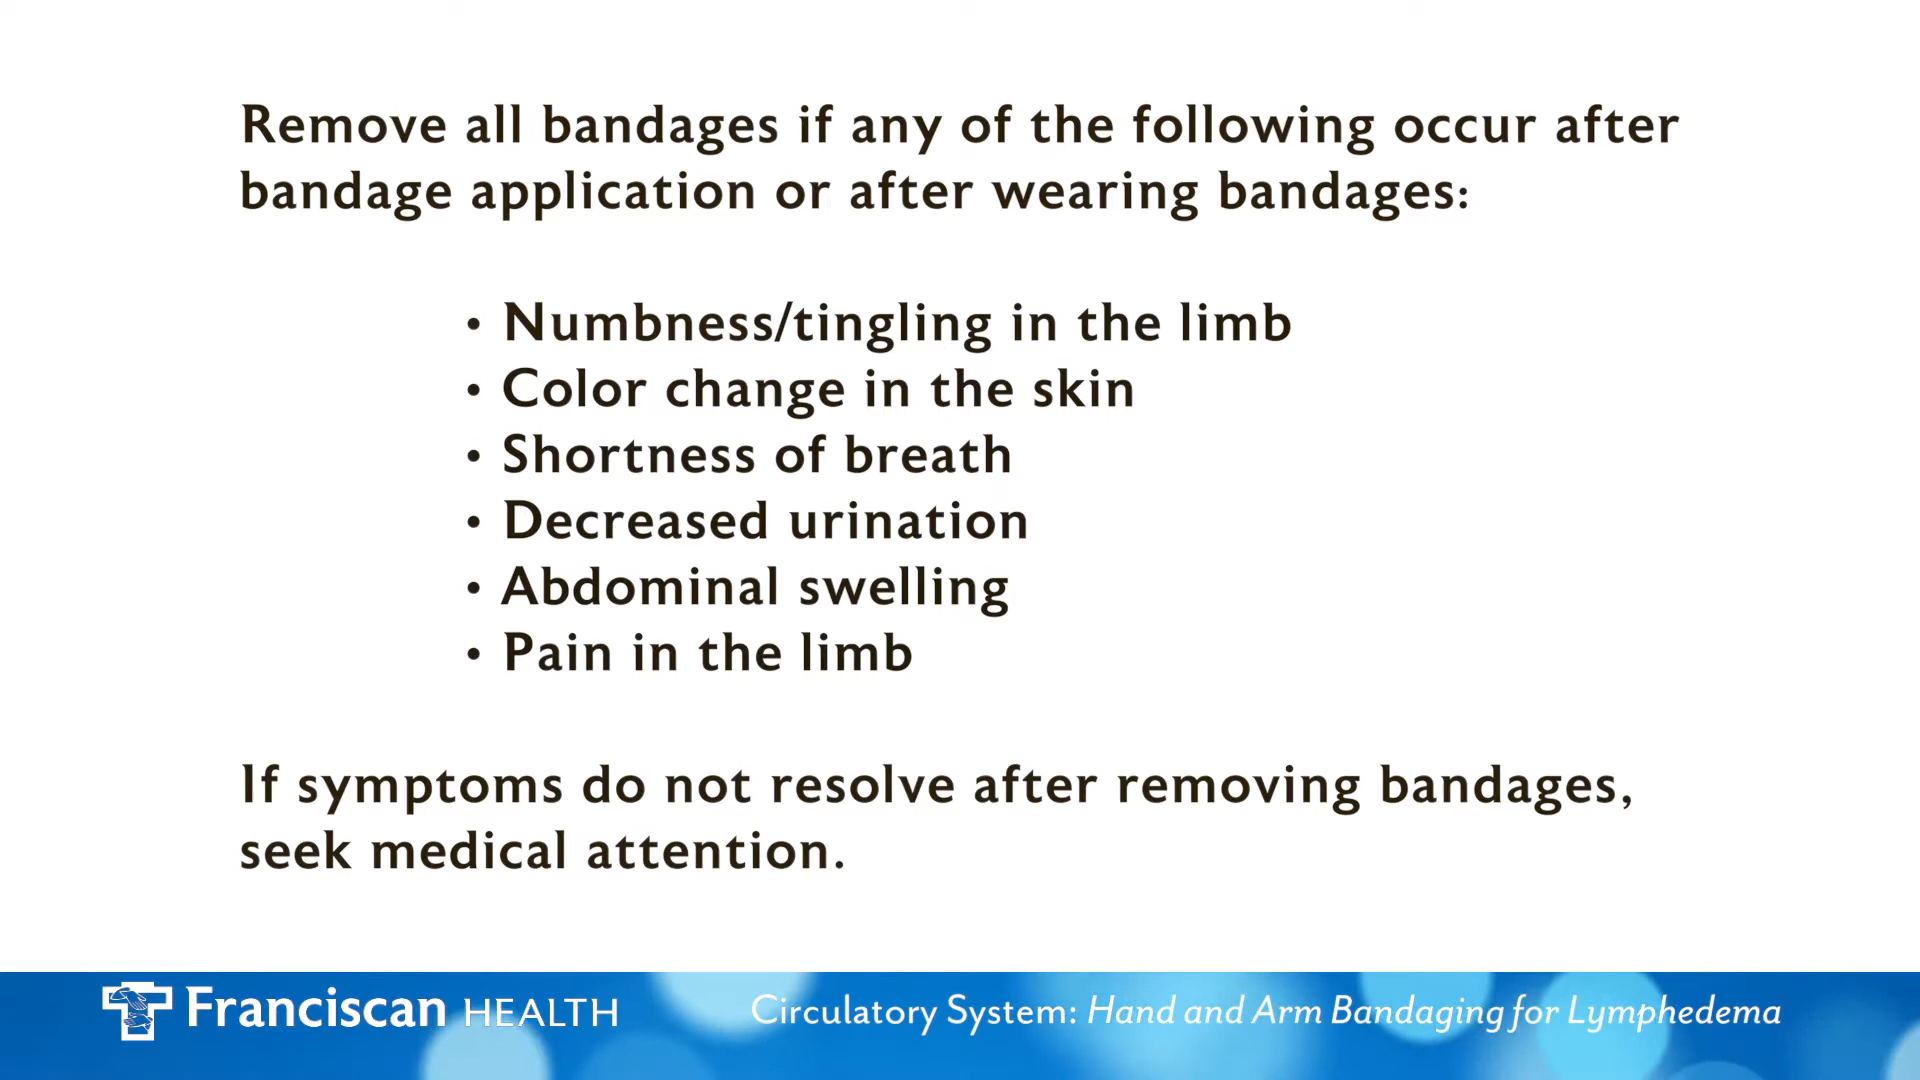 Remove all bandages if any of the following occur after
bandage application or after wearing bandages:
• Numbness/tingling in the limb
• Color change in the skin
• Shortness of breath
• Decreased urination
• Abdominal swelling
• Pain in the limb
If symptoms do not resolve after removing bandages,
seek medical attention.
Franciscan HEALTH
Circulatory System: Hand and Arm Bandaging for Lymphedema